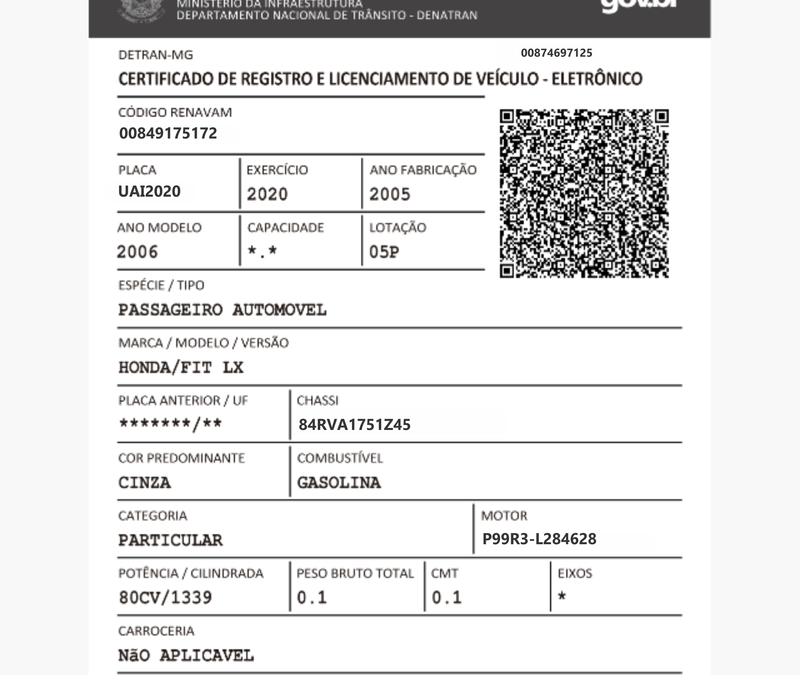 MINISTÉRIO DA INFRAESTRUTURA
DEPARTAMENTO NACIONAL DE TRÂNSITO - DENATRAN
gov.br
DETRAN-MG
00874697125
CERTIFICADO DE REGISTRO E LICENCIAMENTO DE VEÍCULO - ELETRÔNICO
CÓDIGO RENAVAM
00849175172
PLACA EXERCÍCIO ANO FABRICAÇÃO
UAI2020 2020 2005
ANO MODELO CAPACIDADE LOTAÇÃO
2006 *.* 05P
ESPÉCIE / TIPO
PASSAGEIRO AUTOMOVEL
MARCA / MODELO / VERSÃO
HONDA/FIT LX
PLACA ANTERIOR / UF CHASSI
*******/** 84RVA1751Z45
COR PREDOMINANTE COMBUSTÍVEL
CINZA GASOLINA
CATEGORIA MOTOR
PARTICULAR P99R3-L284628
POTÊNCIA / CILINDRADA PESO BRUTO TOTAL CMT EIXOS
80CV/1339 0.1 0.1 *
CARROCERIA
NãO APLICAVEL